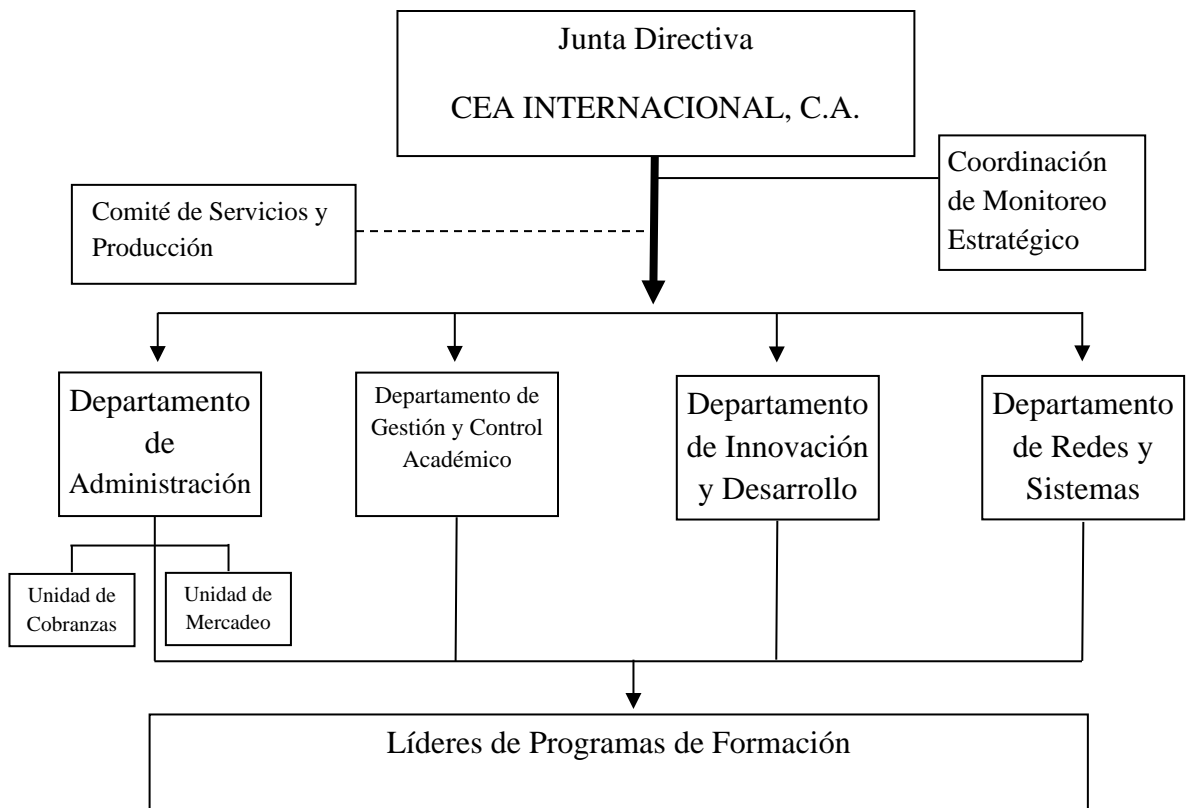 Junta Directiva
CEA INTERNACIONAL, C.A.
Coordinación
de Monitoreo
Estratégico
Comité de Servicios y
Producción
Departamento
de
Administración
Departamento de
Gestión y Control
Académico
Departamento
de Innovación
y Desarrollo
Departamento
de Redes y
Sistemas
Unidad de
Cobranzas
Unidad de
Mercadeo
Líderes de Programas de Formación